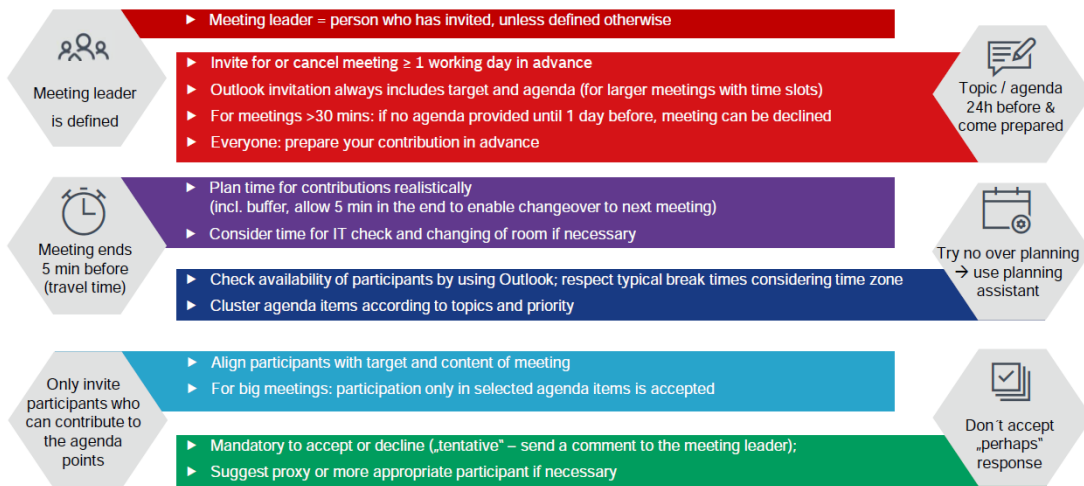 Meeting leader
is defined
► Meeting leader = person who has invited, unless defined otherwise
► Invite for or cancel meeting ≥ 1 working day in advance
► Outlook invitation always includes target and agenda (for larger meetings with time slots)
► For meetings >30 mins: if no agenda provided until 1 day before, meeting can be declined
► Everyone: prepare your contribution in advance
Topic / agenda
24h before &
come prepared
Meeting ends
5 min before
(travel time)
► Plan time for contributions realistically
(incl. buffer, allow 5 min in the end to enable changeover to next meeting)
► Consider time for IT check and changing of room if necessary
► Check availability of participants by using Outlook; respect typical break times considering time zone
► Cluster agenda items according to topics and priority
Try no over planning
→ use planning
assistant
Only invite
participants who
can contribute to
the agenda
points
► Align participants with target and content of meeting
► For big meetings: participation only in selected agenda items is accepted
► Mandatory to accept or decline („tentative" – send a comment to the meeting leader);
► Suggest proxy or more appropriate participant if necessary
Don´t accept
„perhaps"
response